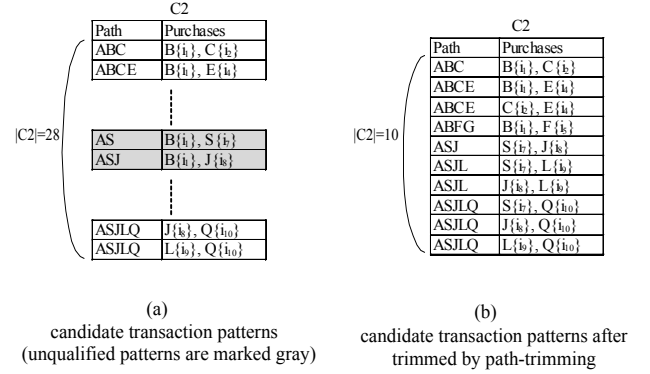 C2
Path Purchases
ABC B{i₁}, C{i₂}
ABCE B{i₁}, E{i₄}
|C2|=28
AS B{i₁}, S{i₇}
ASJ B{i₁}, J{i₈}
ASJLQ J{i₈}, Q{i₁₀}
ASJLQ L{i₉}, Q{i₁₀}
(a)
candidate transaction patterns
(unqualified patterns are marked gray)
C2
Path Purchases
ABC B{i₁}, C{i₂}
ABCE B{i₁}, E{i₄}
ABCE C{i₂}, E{i₄}
ABFG B{i₁}, F{i₅}
|C2|=10
ASJ S{i₇}, J{i₈}
ASJL S{i₇}, L{i₉}
ASJL J{i₈}, L{i₉}
ASJLQ S{i₇}, Q{i₁₀}
ASJLQ J{i₈}, Q{i₁₀}
ASJLQ L{i₉}, Q{i₁₀}
(b)
candidate transaction patterns after
trimmed by path-trimming